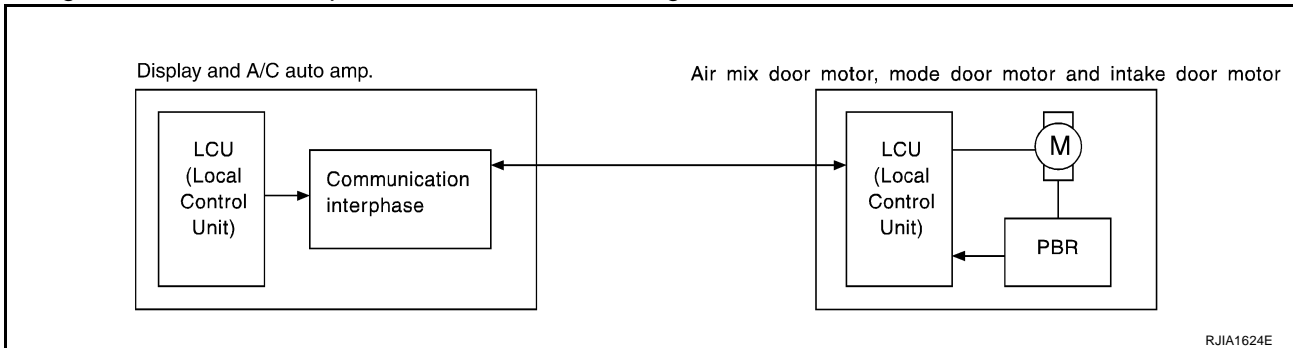 Display and A/C auto amp.
Air mix door motor, mode door motor and intake door motor
LCU
(Local
Control
Unit)
Communication
interphase
LCU
(Local
Control
Unit)
M
PBR
RJIA1624E